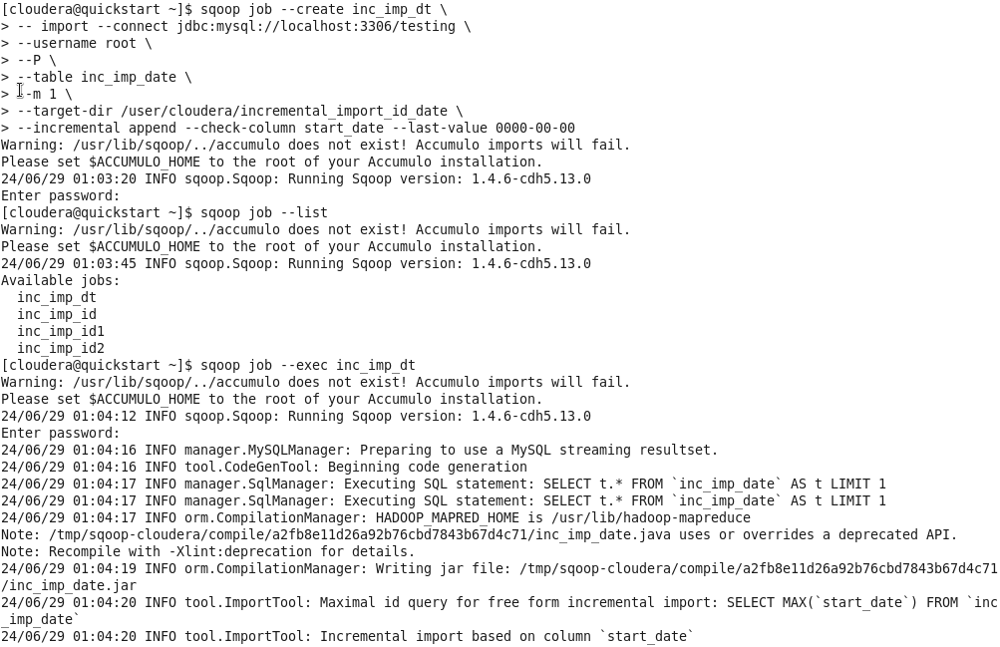 [cloudera@quickstart ~]$ sqoop job --create inc_imp_dt \
> -- import --connect jdbc:mysql://localhost:3306/testing \
> --username root \
> --P \
> --table inc_imp_date \
> --m 1 \
> --target-dir /user/cloudera/incremental_import_id_date \
> --incremental append --check-column start_date --last-value 0000-00-00
Warning: /usr/lib/sqoop/../accumulo does not exist! Accumulo imports will fail.
Please set $ACCUMULO_HOME to the root of your Accumulo installation.
24/06/29 01:03:20 INFO sqoop.Sqoop: Running Sqoop version: 1.4.6-cdh5.13.0
Enter password:
[cloudera@quickstart ~]$ sqoop job --list
Warning: /usr/lib/sqoop/../accumulo does not exist! Accumulo imports will fail.
Please set $ACCUMULO_HOME to the root of your Accumulo installation.
24/06/29 01:03:45 INFO sqoop.Sqoop: Running Sqoop version: 1.4.6-cdh5.13.0
Available jobs:
  inc_imp_dt
  inc_imp_id
  inc_imp_id1
  inc_imp_id2
[cloudera@quickstart ~]$ sqoop job --exec inc_imp_dt
Warning: /usr/lib/sqoop/../accumulo does not exist! Accumulo imports will fail.
Please set $ACCUMULO_HOME to the root of your Accumulo installation.
24/06/29 01:04:12 INFO sqoop.Sqoop: Running Sqoop version: 1.4.6-cdh5.13.0
Enter password:
24/06/29 01:04:16 INFO manager.MySQLManager: Preparing to use a MySQL streaming resultset.
24/06/29 01:04:16 INFO tool.CodeGenTool: Beginning code generation
24/06/29 01:04:17 INFO manager.SqlManager: Executing SQL statement: SELECT t.* FROM `inc_imp_date` AS t LIMIT 1
24/06/29 01:04:17 INFO manager.SqlManager: Executing SQL statement: SELECT t.* FROM `inc_imp_date` AS t LIMIT 1
24/06/29 01:04:17 INFO orm.CompilationManager: HADOOP_MAPRED_HOME is /usr/lib/hadoop-mapreduce
Note: /tmp/sqoop-cloudera/compile/a2fb8e11d26a92b76cbd7843b67d4c71/inc_imp_date.java uses or overrides a deprecated API.
Note: Recompile with -Xlint:deprecation for details.
24/06/29 01:04:19 INFO orm.CompilationManager: Writing jar file: /tmp/sqoop-cloudera/compile/a2fb8e11d26a92b76cbd7843b67d4c71
/inc_imp_date.jar
24/06/29 01:04:20 INFO tool.ImportTool: Maximal id query for free form incremental import: SELECT MAX(`start_date`) FROM `inc
_imp_date`
24/06/29 01:04:20 INFO tool.ImportTool: Incremental import based on column `start_date`